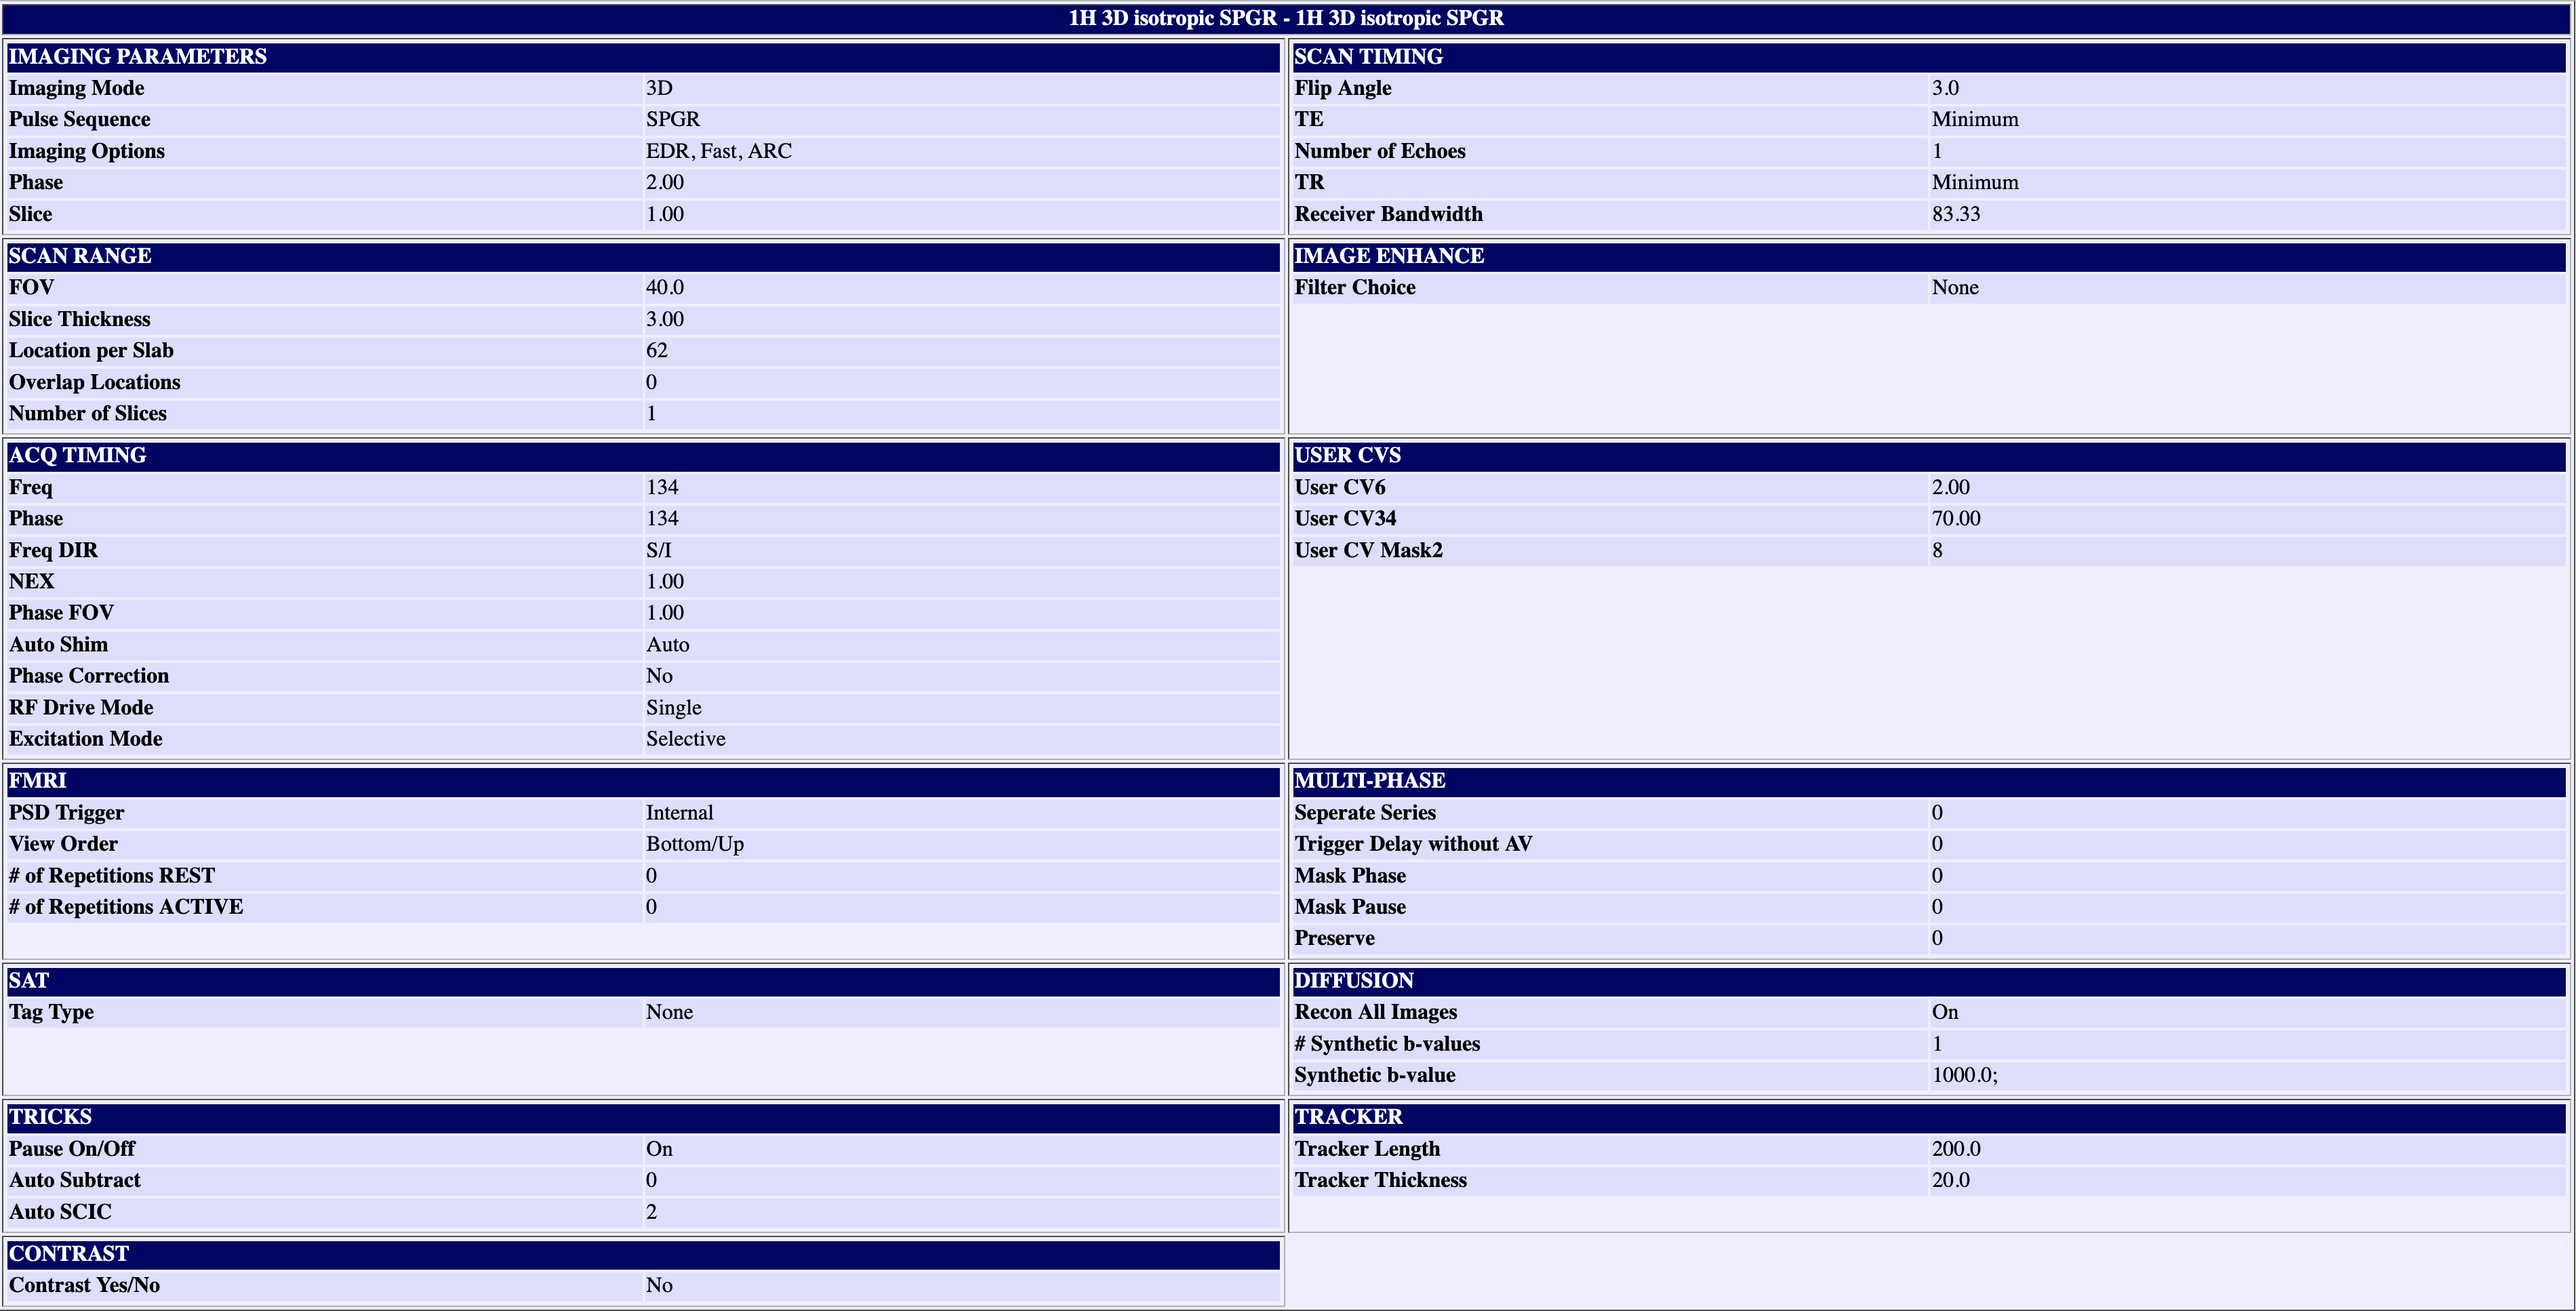 1H 3D isotropic SPGR - 1H 3D isotropic SPGR
IMAGING PARAMETERS
Imaging Mode 3D
Pulse Sequence SPGR
Imaging Options EDR, Fast, ARC
Phase 2.00
Slice 1.00
SCAN TIMING
Flip Angle 3.0
TE Minimum
Number of Echoes 1
TR Minimum
Receiver Bandwidth 83.33
SCAN RANGE
FOV 40.0
Slice Thickness 3.00
Location per Slab 62
Overlap Locations 0
Number of Slices 1
IMAGE ENHANCE
Filter Choice None
ACQ TIMING
Freq 134
Phase 134
Freq DIR S/I
NEX 1.00
Phase FOV 1.00
Auto Shim Auto
Phase Correction No
RF Drive Mode Single
Excitation Mode Selective
USER CVS
User CV6 2.00
User CV34 70.00
User CV Mask2 8
FMRI
PSD Trigger Internal
View Order Bottom/Up
# of Repetitions REST 0
# of Repetitions ACTIVE 0
MULTI-PHASE
Seperate Series 0
Trigger Delay without AV 0
Mask Phase 0
Mask Pause 0
Preserve 0
SAT
Tag Type None
DIFFUSION
Recon All Images On
# Synthetic b-values 1
Synthetic b-value 1000.0;
TRICKS
Pause On/Off On
Auto Subtract 0
Auto SCIC 2
TRACKER
Tracker Length 200.0
Tracker Thickness 20.0
CONTRAST
Contrast Yes/No No